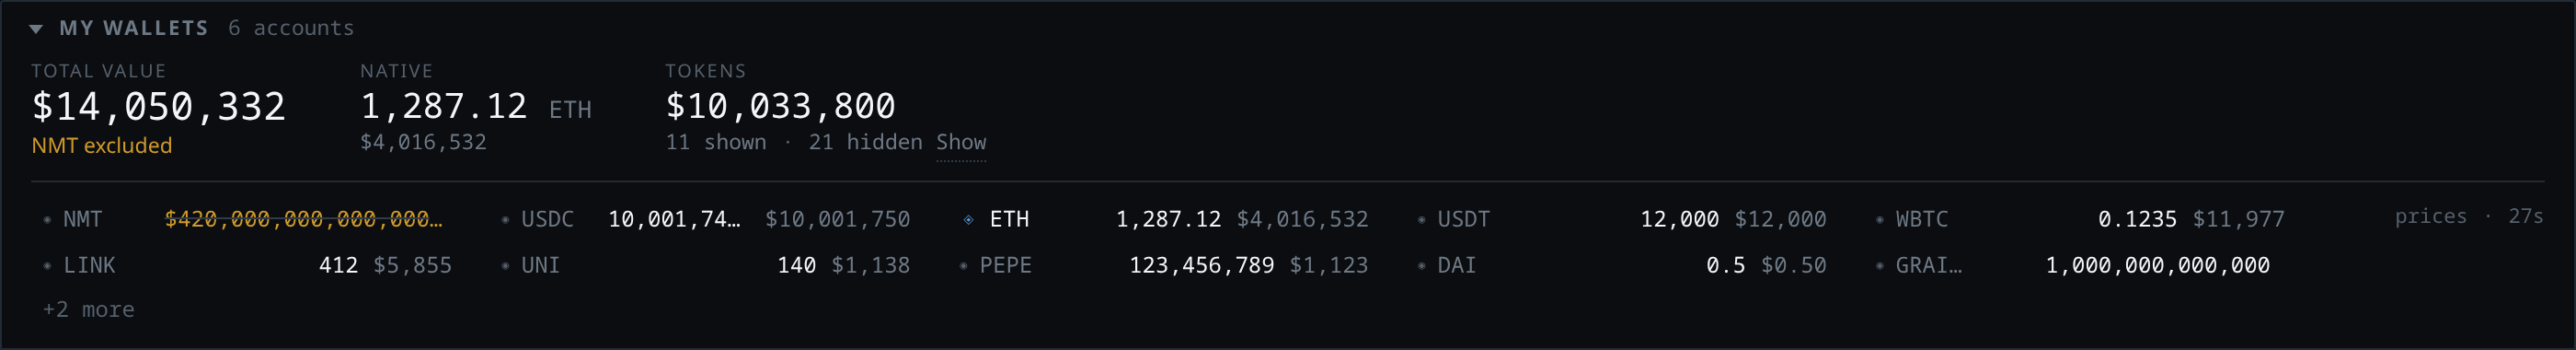 MY WALLETS 6 accounts
TOTAL VALUE NATIVE TOKENS
$14,050,332 1,287.12 ETH $10,033,800
NMT excluded $4,016,532 11 shown · 21 hidden Show
NMT $420,000,000,000,000… USDC 10,001,74… $10,001,750 ETH 1,287.12 $4,016,532 USDT 12,000 $12,000 WBTC 0.1235 $11,977 prices · 27s
LINK 412 $5,855 UNI 140 $1,138 PEPE 123,456,789 $1,123 DAI 0.5 $0.50 GRAI… 1,000,000,000,000
+2 more